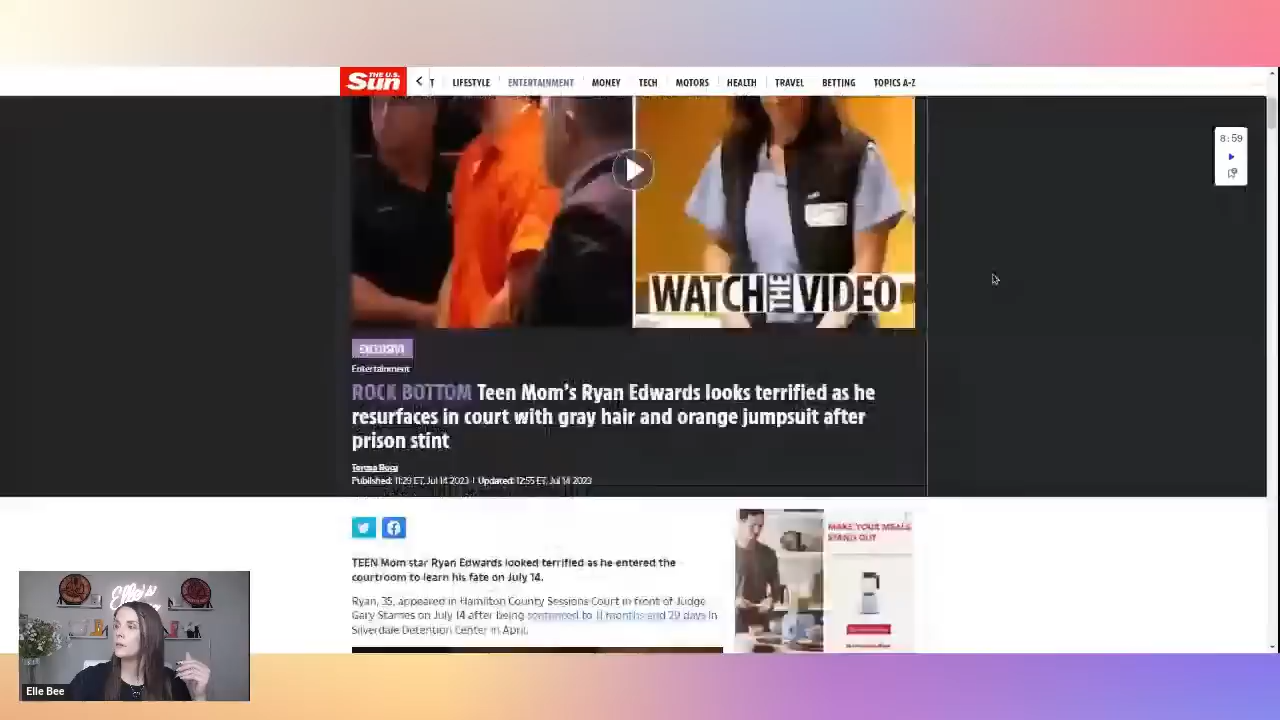 THE U.S.
Sun
T LIFESTYLE ENTERTAINMENT MONEY TECH MOTORS HEALTH TRAVEL BETTING TOPICS A-Z
8:59
WATCH THE VIDEO
EXCLUSIVE
Entertainment
ROCK BOTTOM Teen Mom's Ryan Edwards looks terrified as he
resurfaces in court with gray hair and orange jumpsuit after
prison stint
Published: 11:29 ET, Jul 14 2023 | Updated: 12:55 ET, Jul 14 2023
MAKE YOUR MEALS
STAND OUT
TEEN Mom star Ryan Edwards looked terrified as he entered the
courtroom to learn his fate on July 14.
Ryan, 35, appeared in Hamilton County Sessions Court in front of Judge
Gary Starnes on July 14 after being sentenced to 11 months and 29 days in
Silverdale Detention Center in April.
Elle's
Elle Bee